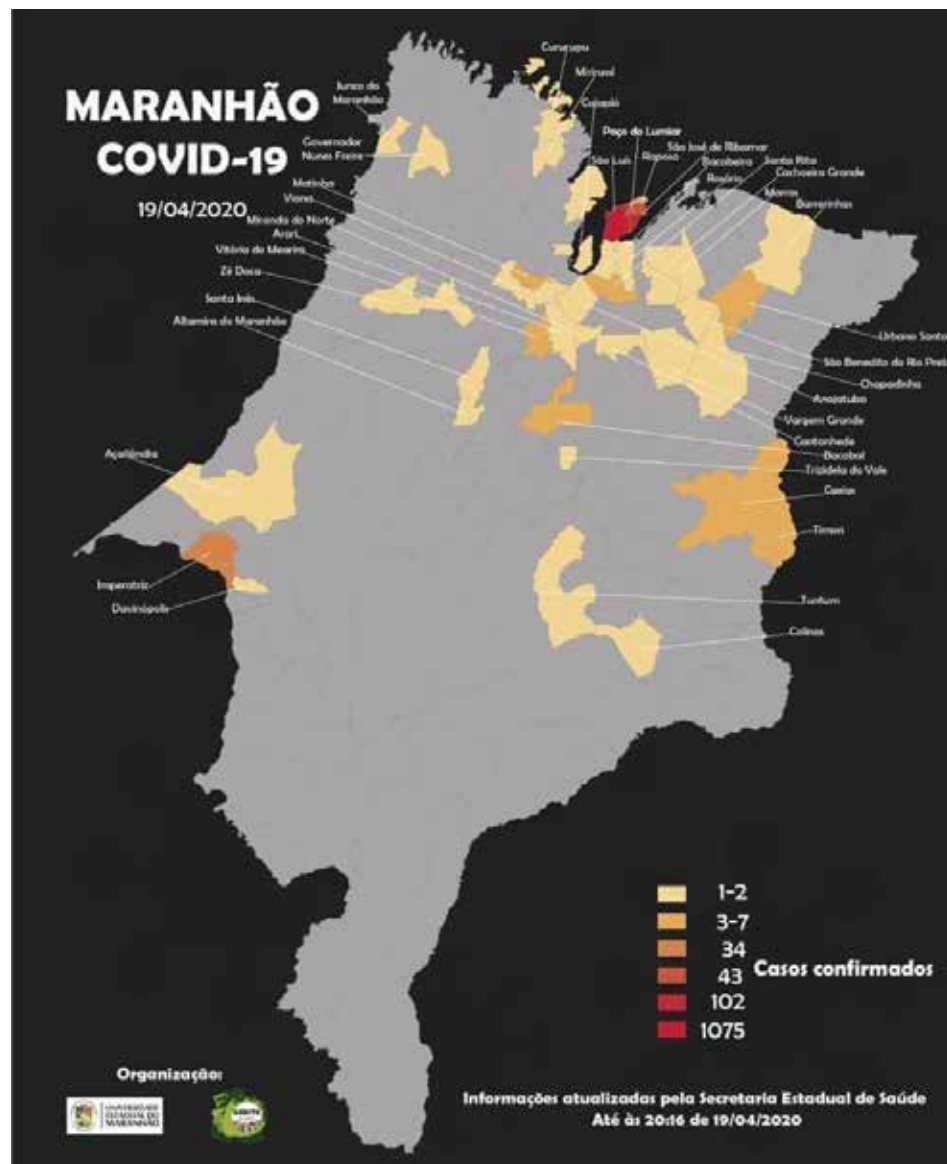 MARANHÃO
COVID-19
19/04/2020
Cururupu
Mirinzal
Guimarães
Junco do
Maranhão
Governador
Nunes Freire
Paço do Lumiar
São José de Ribamar
São Luís
Raposa
Bacabeira
Santa Rita
Rosário
Cachoeira Grande
Morros
Barreirinhas
Matinha
Viana
Miranda do Norte
Arari
Vitória do Mearim
Zé Doca
Santa Inês
Altamira do Maranhão
Urbano Santos
São Benedito do Rio Preto
Chapadinha
Anajatuba
Vargem Grande
Cantanhede
Bacabal
Trizidela do Vale
Caxias
Timon
Açailândia
Imperatriz
Davinópolis
Tuntum
Colinas
1-2
3-7
34
43
Casos confirmados
102
1075
Organização:
UNIVERSIDADE
ESTADUAL DO
MARANHÃO
Informações atualizadas pela Secretaria Estadual de Saúde
Até às 20:16 de 19/04/2020